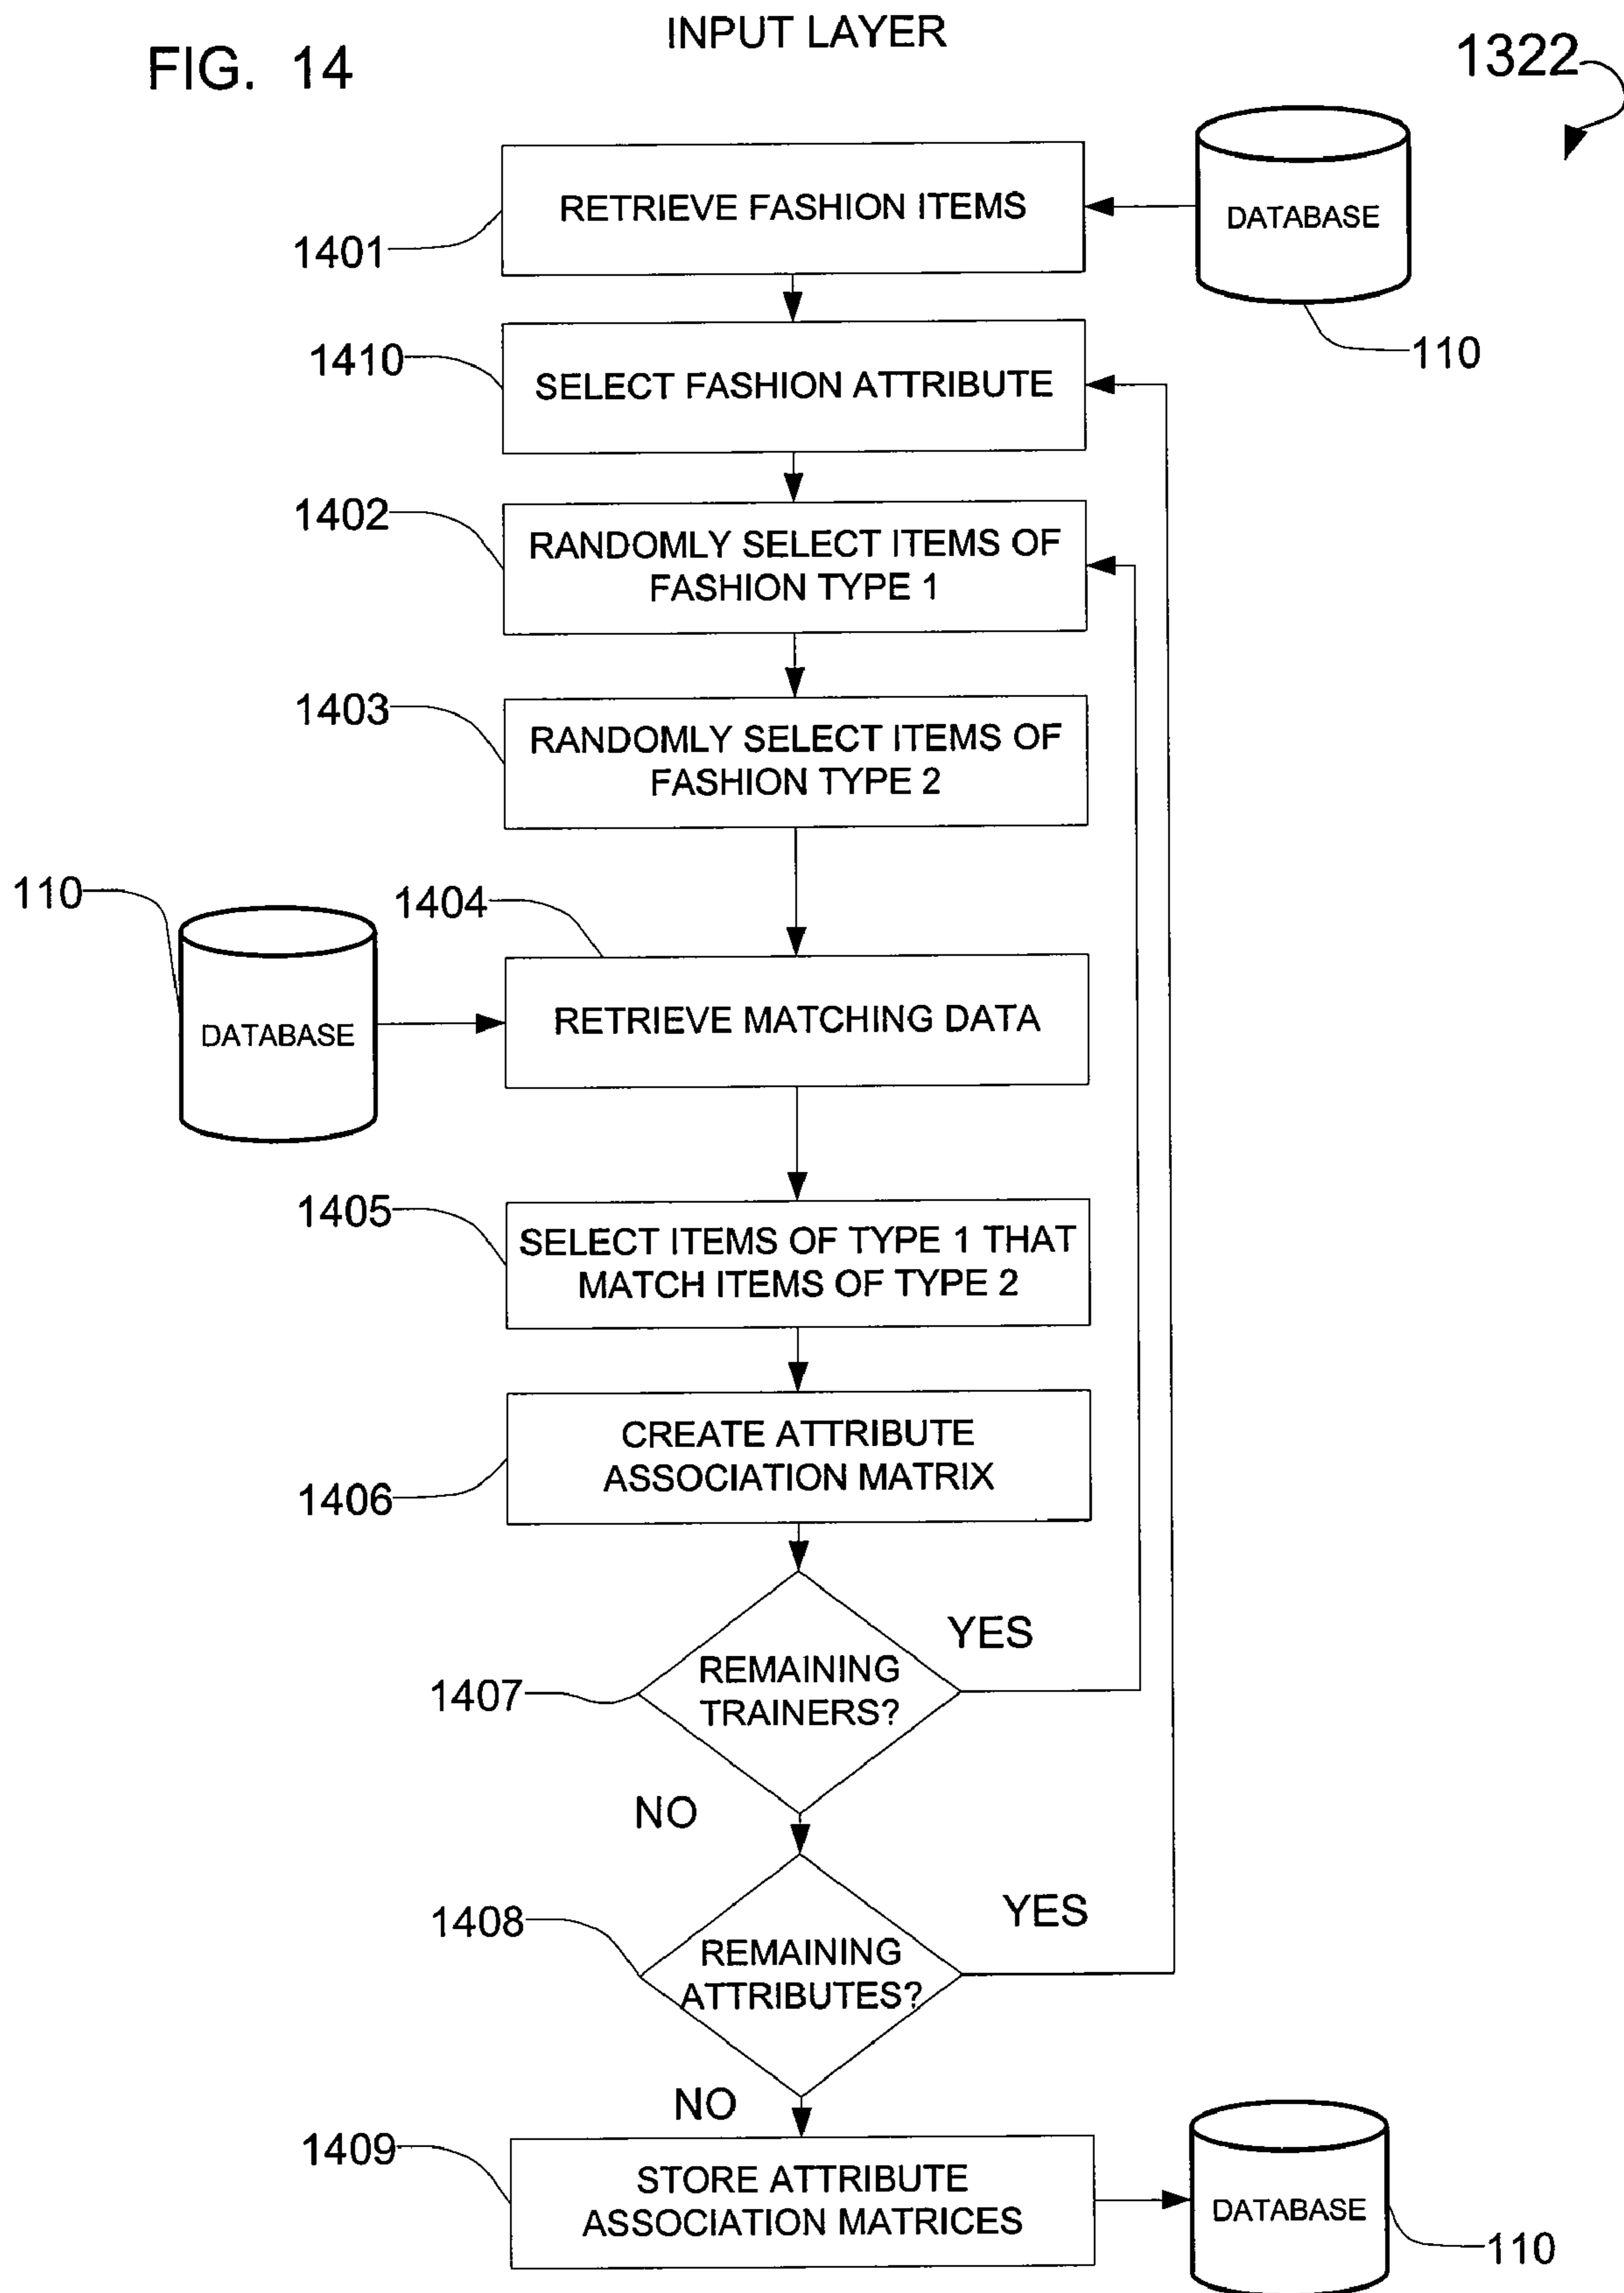 INPUT LAYER
FIG. 14
1322
RETRIEVE FASHION ITEMS
DATABASE
1401
110
1410
SELECT FASHION ATTRIBUTE
1402
RANDOMLY SELECT ITEMS OF
FASHION TYPE 1
1403
RANDOMLY SELECT ITEMS OF
FASHION TYPE 2
110
1404
DATABASE
RETRIEVE MATCHING DATA
1405
SELECT ITEMS OF TYPE 1 THAT
MATCH ITEMS OF TYPE 2
CREATE ATTRIBUTE
ASSOCIATION MATRIX
1406
YES
REMAINING
TRAINERS?
1407
NO
YES
1408
REMAINING
ATTRIBUTES?
NO
1409
STORE ATTRIBUTE
ASSOCIATION MATRICES
DATABASE
110